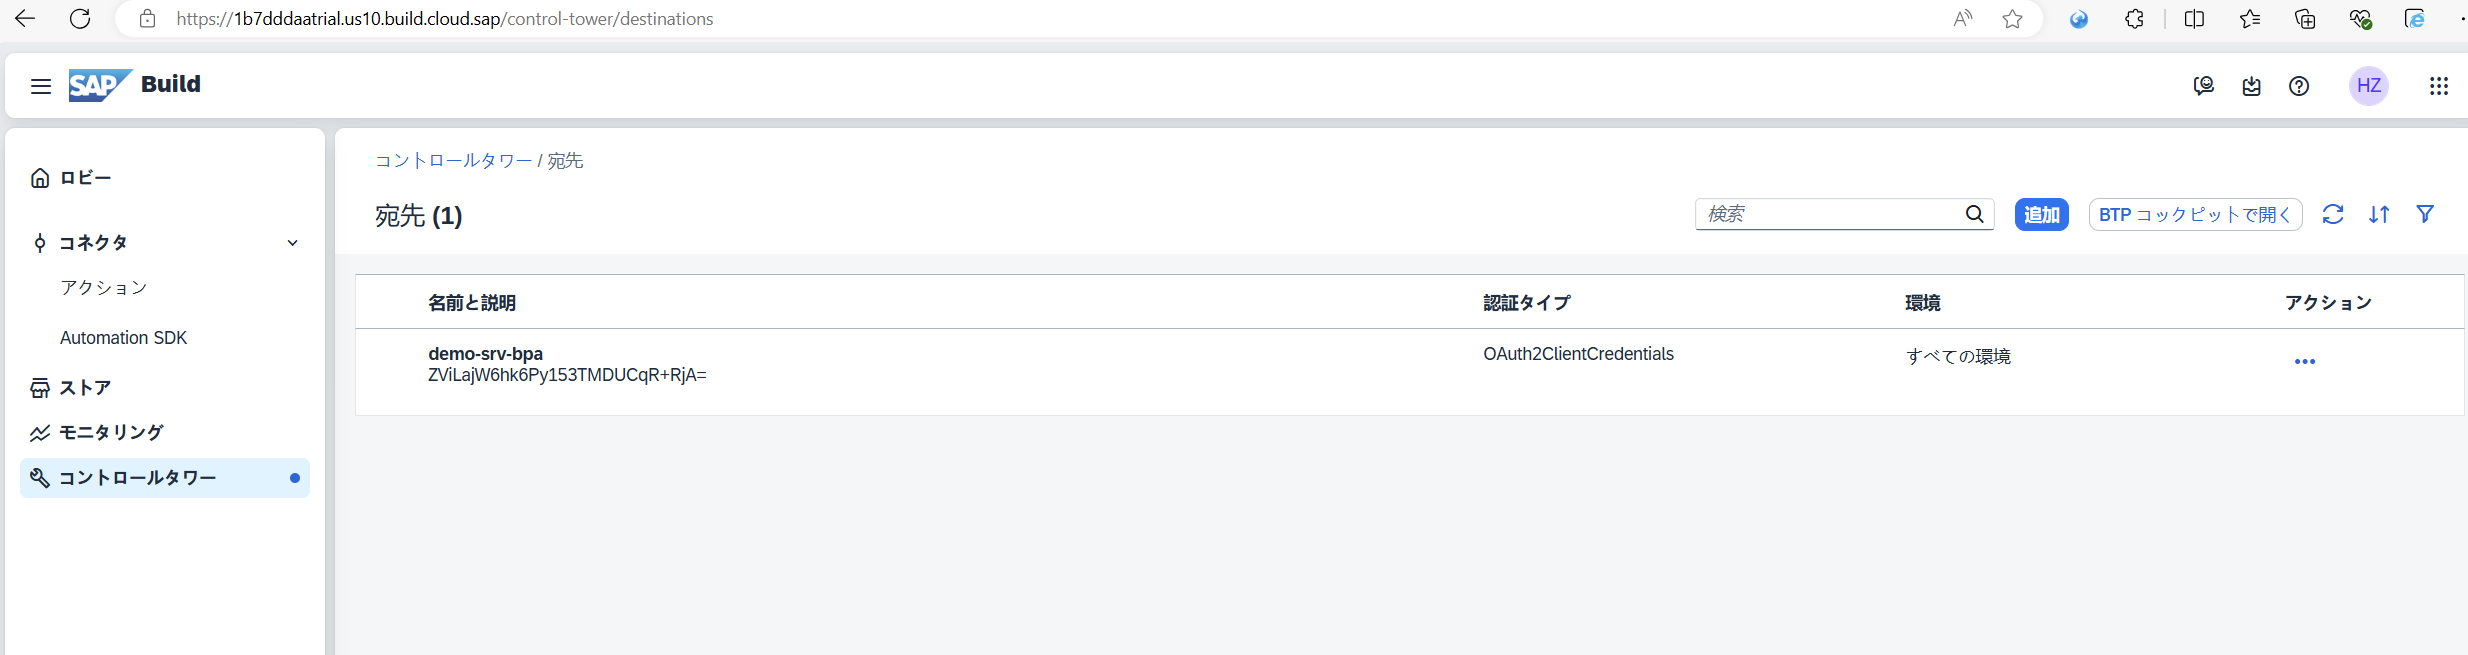 https://1b7dddaatrial.us10.build.cloud.sap/control-tower/destinations
SAP Build
HZ
ロビー
コネクタ
アクション
Automation SDK
ストア
モニタリング
コントロールタワー
コントロールタワー / 宛先
宛先 (1)
検索
追加
BTP コックピットで開く
名前と説明 認証タイプ 環境 アクション
demo-srv-bpa OAuth2ClientCredentials すべての環境
ZViLajW6hk6Py153TMDUCqR+RjA=